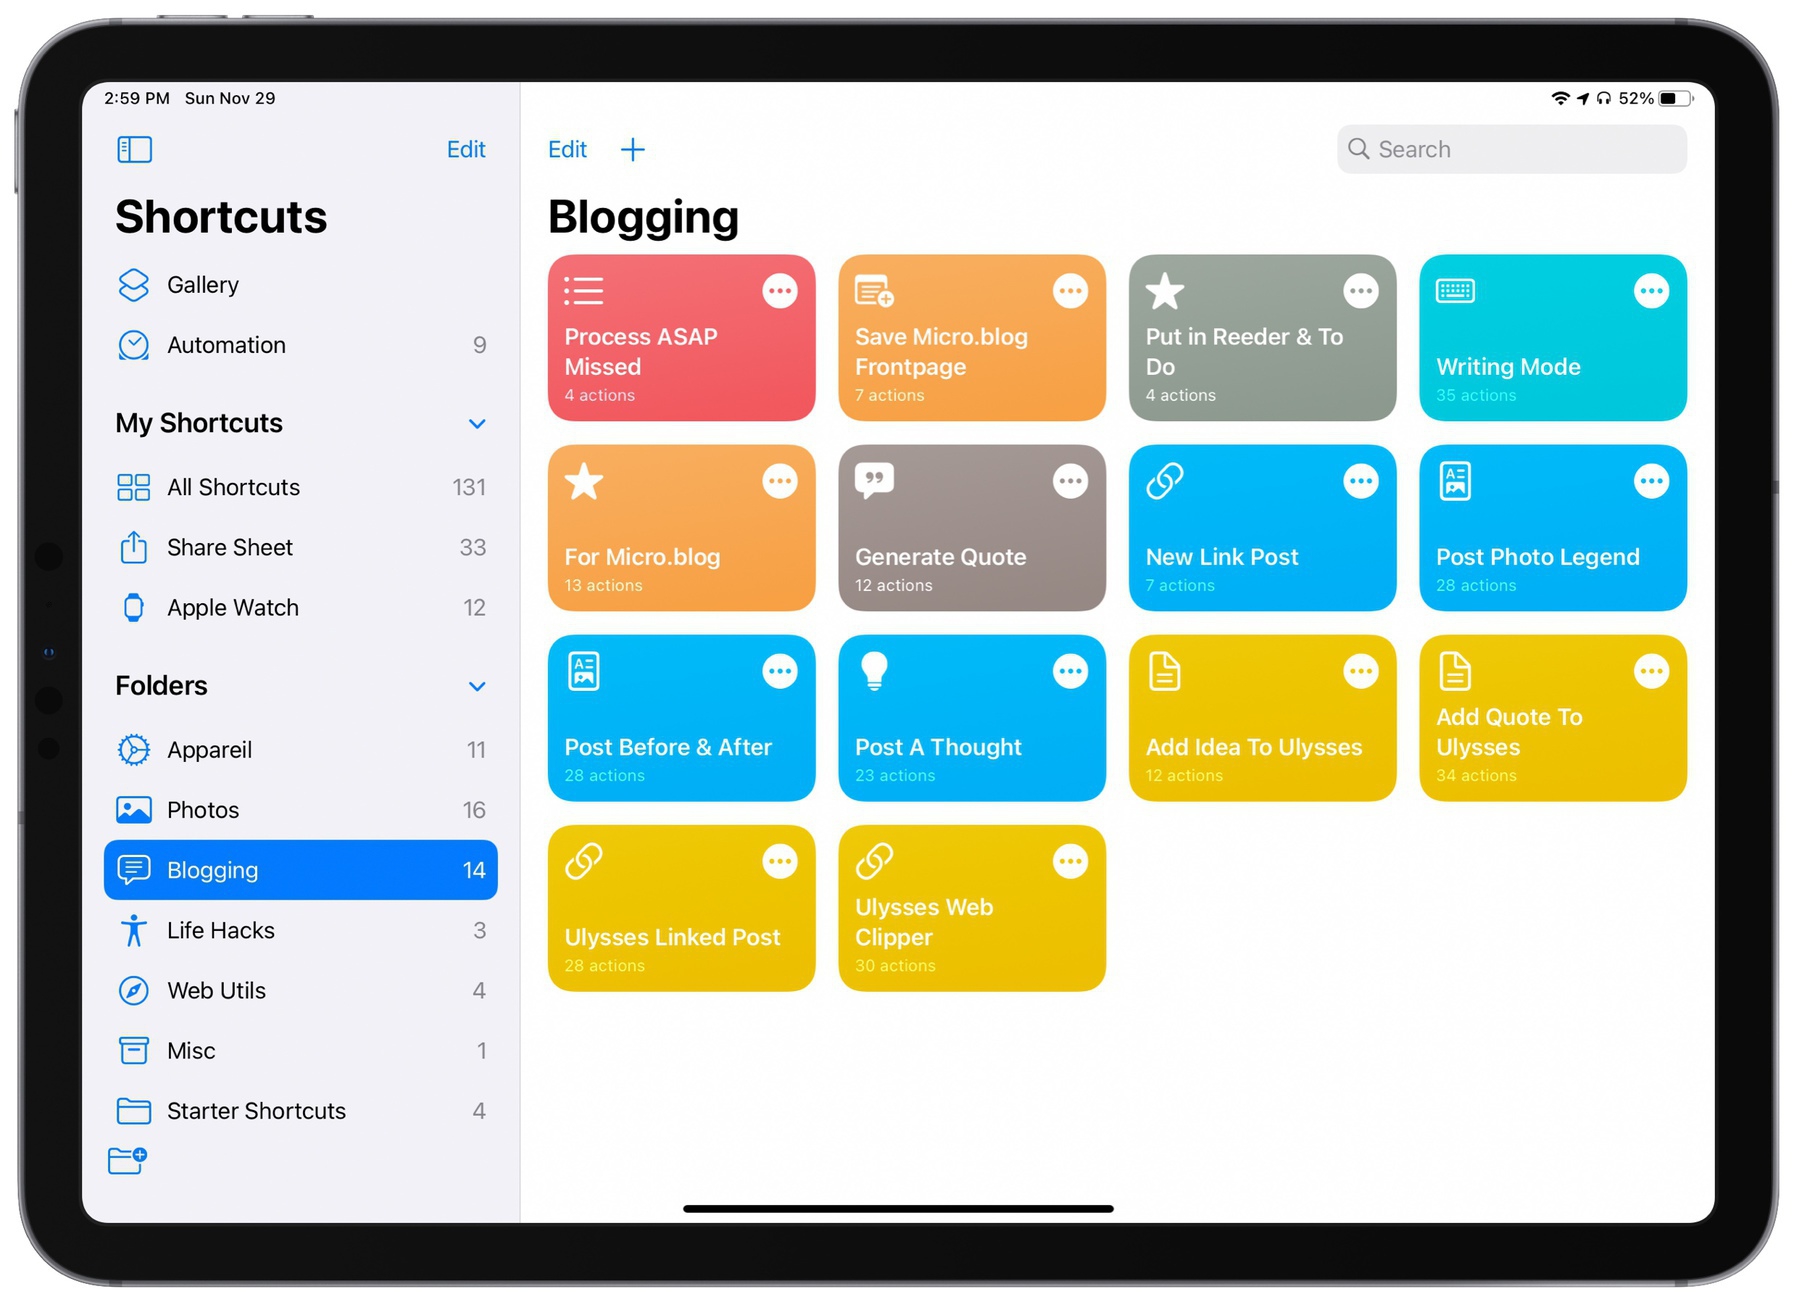 2:59 PM Sun Nov 29
52%
Edit
Shortcuts
Gallery
Automation 9
My Shortcuts
All Shortcuts 131
Share Sheet 33
Apple Watch 12
Folders
Appareil 11
Photos 16
Blogging 14
Life Hacks 3
Web Utils 4
Misc 1
Starter Shortcuts 4
Edit
Search
Blogging
Process ASAP
Missed
4 actions
Save Micro.blog
Frontpage
7 actions
Put in Reeder & To
Do
4 actions
Writing Mode
35 actions
For Micro.blog
13 actions
Generate Quote
12 actions
New Link Post
7 actions
Post Photo Legend
28 actions
Post Before & After
28 actions
Post A Thought
23 actions
Add Idea To Ulysses
12 actions
Add Quote To
Ulysses
34 actions
Ulysses Linked Post
28 actions
Ulysses Web
Clipper
30 actions